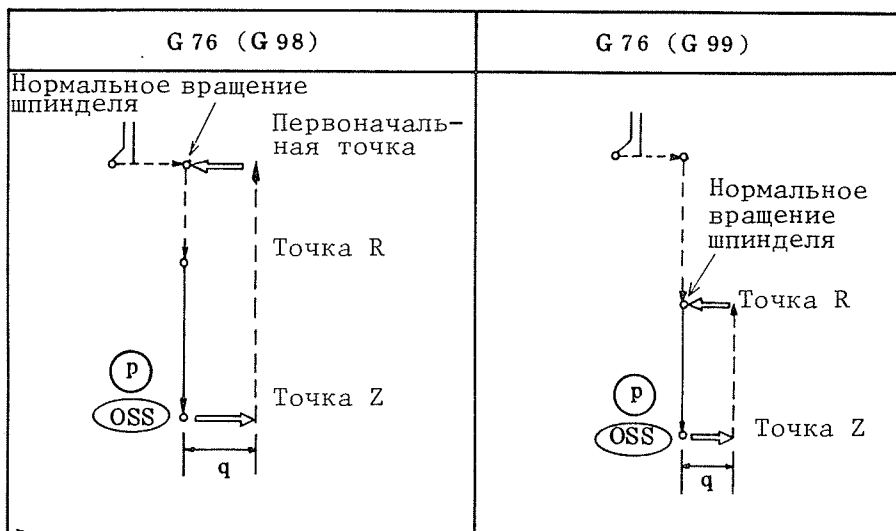 G 76 (G 98)
Нормальное вращение
шпинделя
Первоначаль-
ная точка
Точка R
P
OSS
Точка Z
q
G 76 (G 99)
Нормальное
вращение
шпинделя
Точка R
P
OSS
Точка Z
q